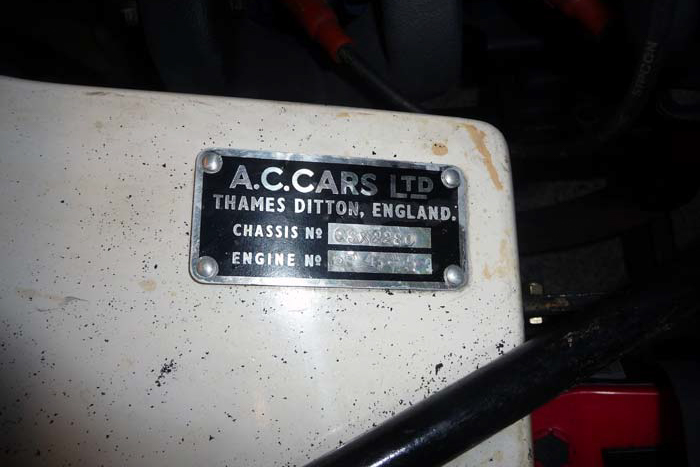 A.C.CARS LTD
THAMES DITTON, ENGLAND.
CHASSIS Nº
ENGINE Nº